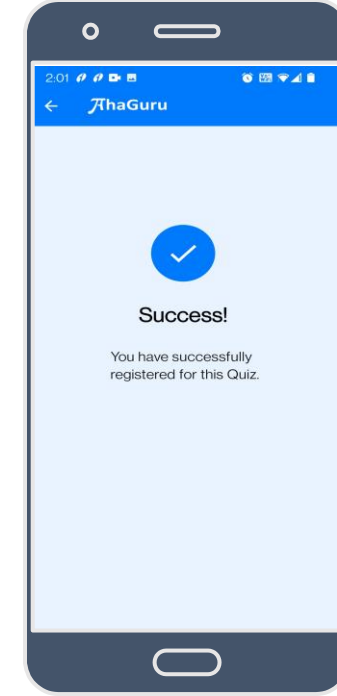 2:01
AhaGuru
Success!
You have successfully
registered for this Quiz.